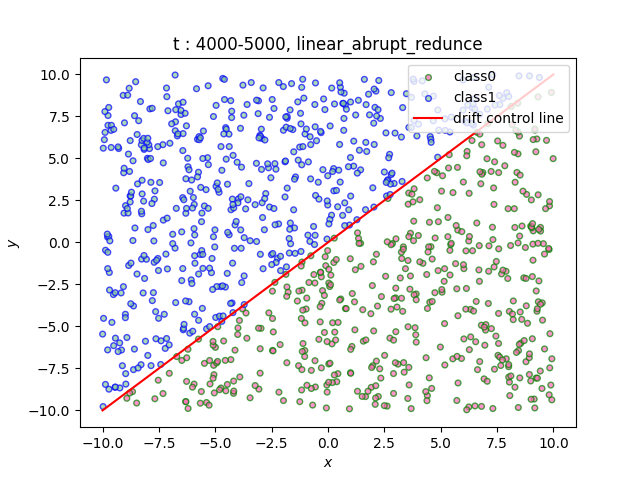 t : 4000-5000, linear_abrupt_redunce
class0
class1
drift control line
10.0
7.5
5.0
2.5
0.0
−2.5
−5.0
−7.5
−10.0
y
−10.0 −7.5 −5.0 −2.5 0.0 2.5 5.0 7.5 10.0
x